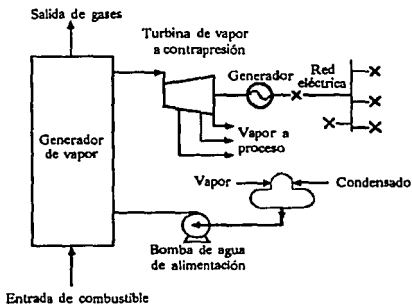 Salida de gases
Turbina de vapor
a contrapresión
Generador
Red
eléctrica
Generador
de vapor
Vapor a
proceso
Vapor
Condensado
Bomba de agua
de alimentación
Entrada de combustible